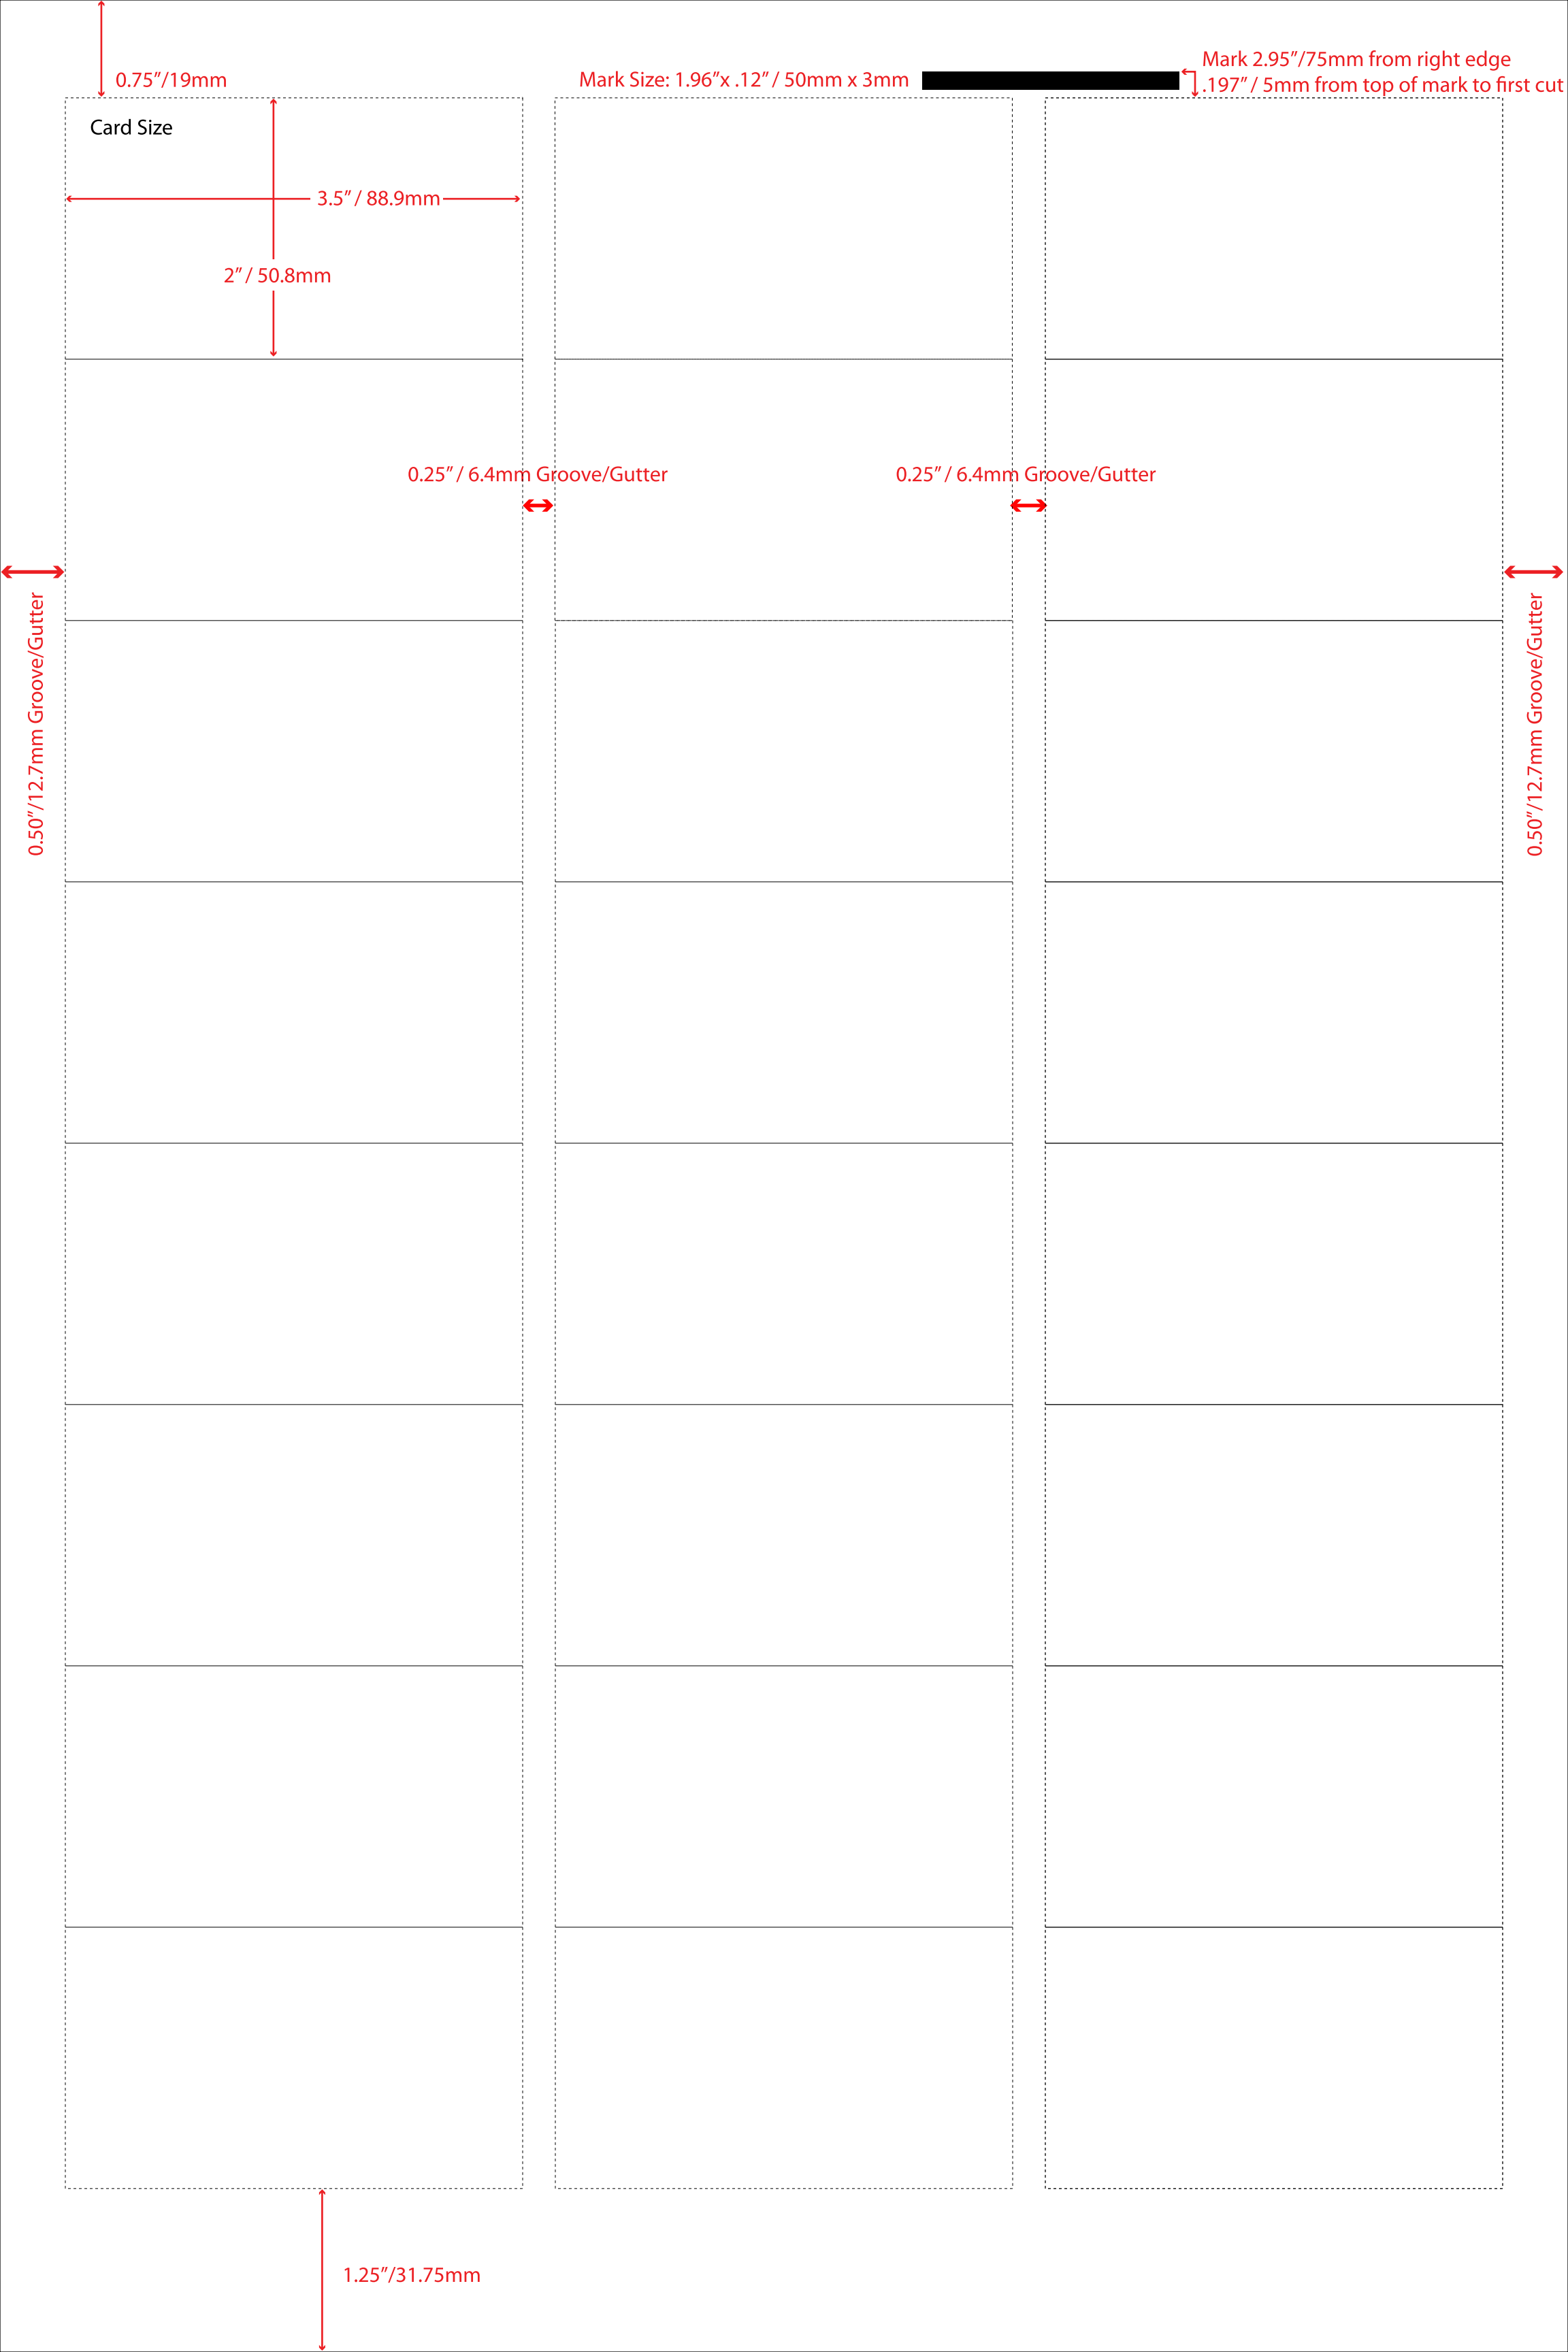 Mark 2.95”/75mm from right edge
0.75”/19mm
Mark Size: 1.96”x .12” / 50mm x 3mm
.197” / 5mm from top of mark to first cut
Card Size
3.5” / 88.9mm
2” / 50.8mm
0.25” / 6.4mm Groove/Gutter
0.25” / 6.4mm Groove/Gutter
0.50”/12.7mm Groove/Gutter
0.50”/12.7mm Groove/Gutter
1.25”/31.75mm